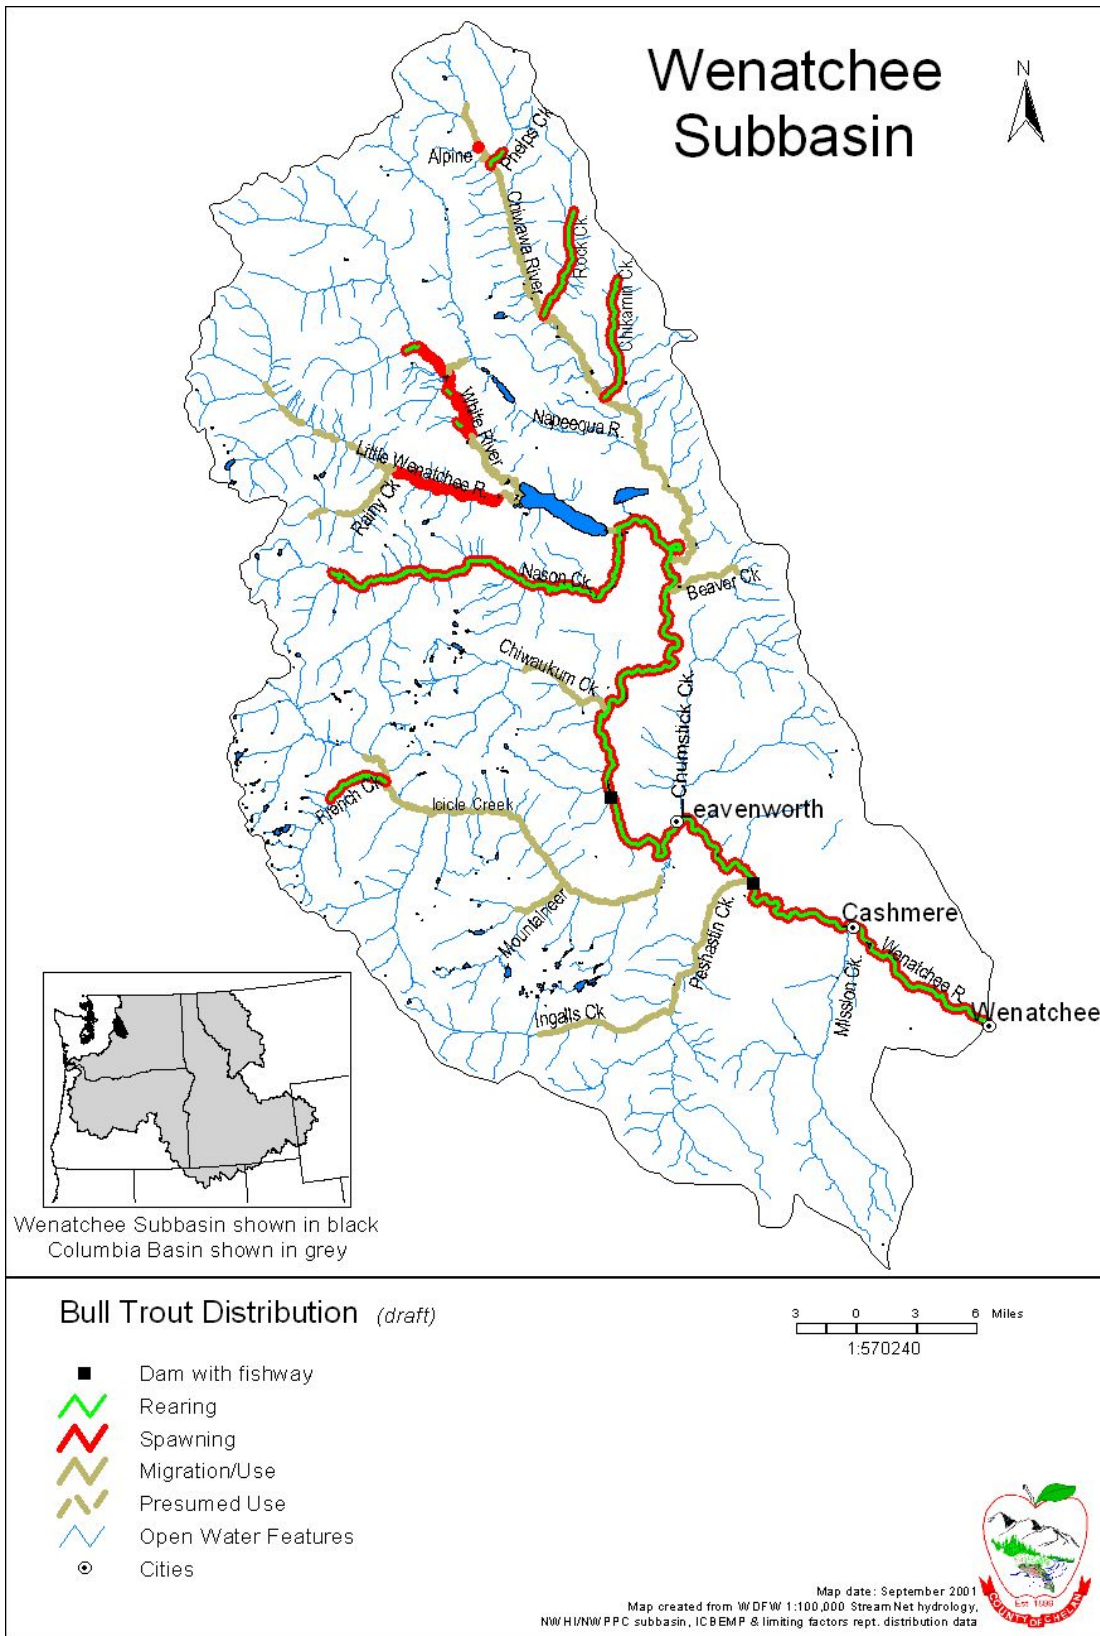 Wenatchee
Subbasin
N
Alpine
Phelps Ck
Chiwawa River
Rock Ck.
Chikamin Ck.
White River
Napeequa R.
Little Wenatchee R.
Rainy Ck
Nason Ck.
Beaver Ck
Chiwaukum Ck.
Chumstick Ck.
French Ck
Icicle Creek
Leavenworth
Mountaineer
Peshastin Ck.
Cashmere
Wenatchee R.
Mission Ck.
Ingalls Ck
Wenatchee
Wenatchee Subbasin shown in black
Columbia Basin shown in grey
Bull Trout Distribution (draft)
3 0 3 6 Miles
1:570240
Dam with fishway
Rearing
Spawning
Migration/Use
Presumed Use
Open Water Features
Cities
Map date: September 2001
Map created from WDFW 1:100,000 StreamNet hydrology,
NWHI/NWPPC subbasin, ICBEMP & limiting factors rept. distribution data
Est 1899
COUNTY OF CHELAN